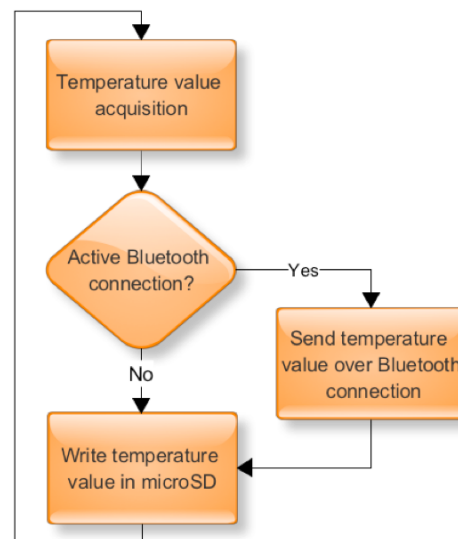 Temperature value
acquisition
Active Bluetooth
connection?
Yes
Send temperature
value over Bluetooth
connection
No
Write temperature
value in microSD